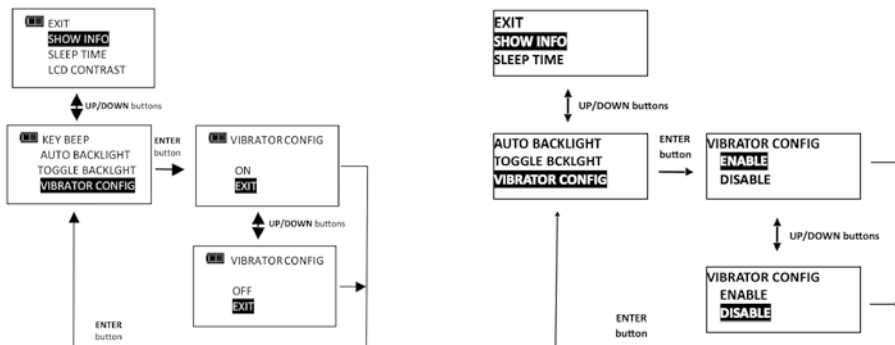 EXIT
SHOW INFO
SLEEP TIME
LCD CONTRAST
UP/DOWN buttons
KEY BEEP
AUTO BACKLIGHT
TOGGLE BACKLGHT
VIBRATOR CONFIG
ENTER
button
VIBRATOR CONFIG
ON
EXIT
UP/DOWN buttons
VIBRATOR CONFIG
OFF
EXIT
ENTER
button
EXIT
SHOW INFO
SLEEP TIME
UP/DOWN buttons
AUTO BACKLIGHT
TOGGLE BCKLGHT
VIBRATOR CONFIG
ENTER
button
VIBRATOR CONFIG
ENABLE
DISABLE
UP/DOWN buttons
VIBRATOR CONFIG
ENABLE
DISABLE
ENTER
button